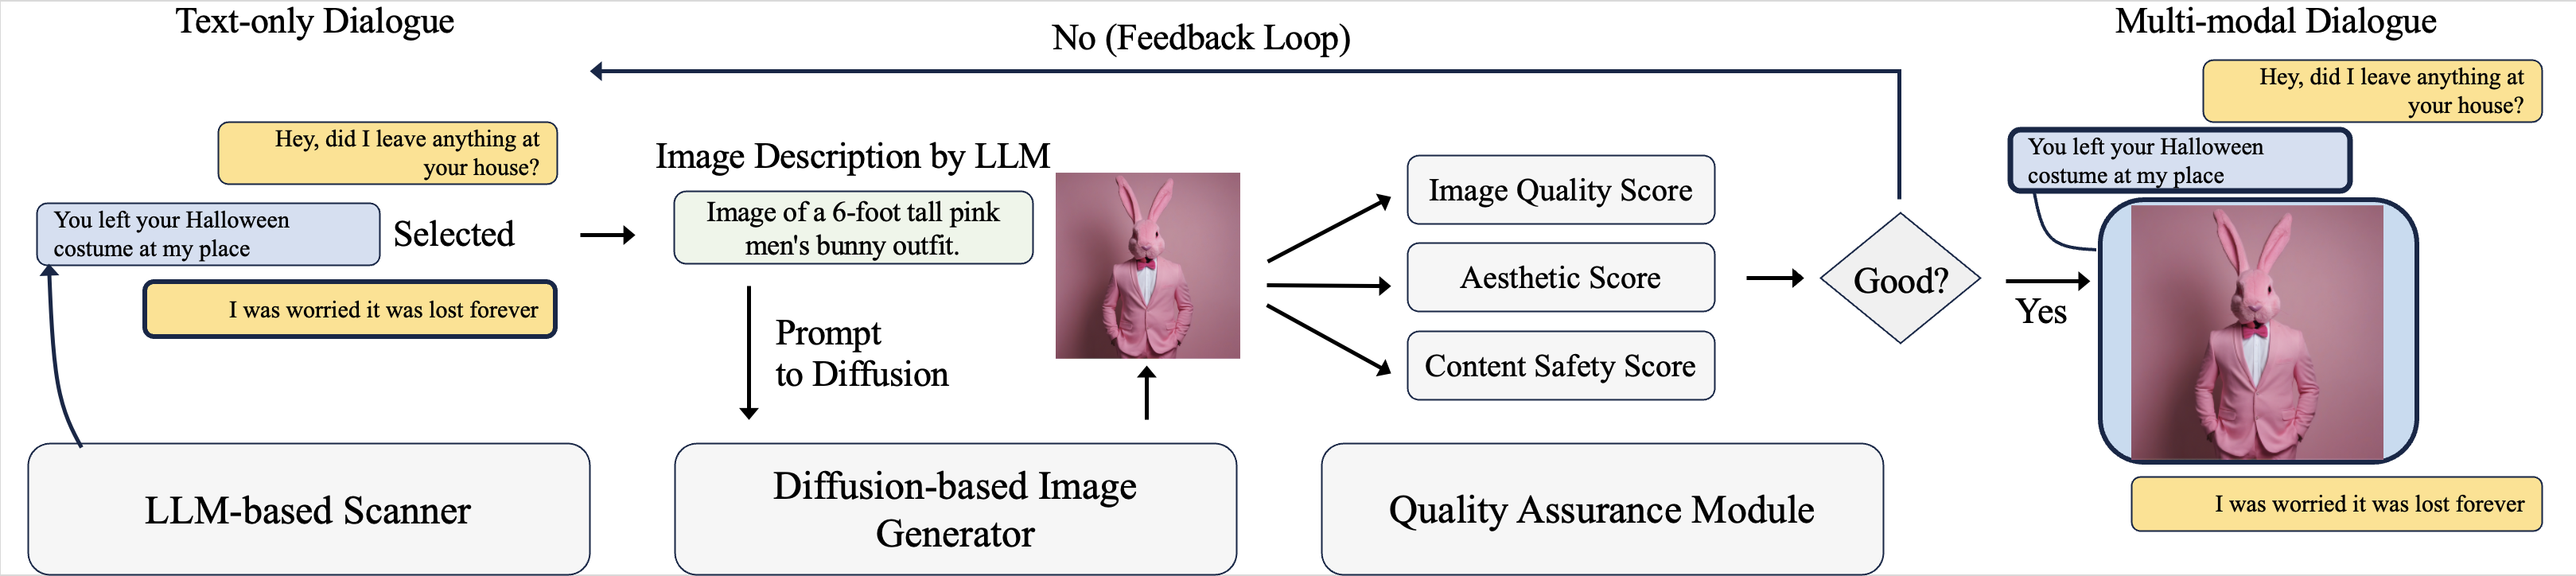 Text-only Dialogue
Hey, did I leave anything at
your house?
You left your Halloween
costume at my place
Selected
I was worried it was lost forever
LLM-based Scanner
No (Feedback Loop)
Image Description by LLM
Image of a 6-foot tall pink
men's bunny outfit.
Prompt
to Diffusion
Diffusion-based Image
Generator
Image Quality Score
Aesthetic Score
Content Safety Score
Quality Assurance Module
Good?
Yes
Multi-modal Dialogue
Hey, did I leave anything at
your house?
You left your Halloween
costume at my place
I was worried it was lost forever